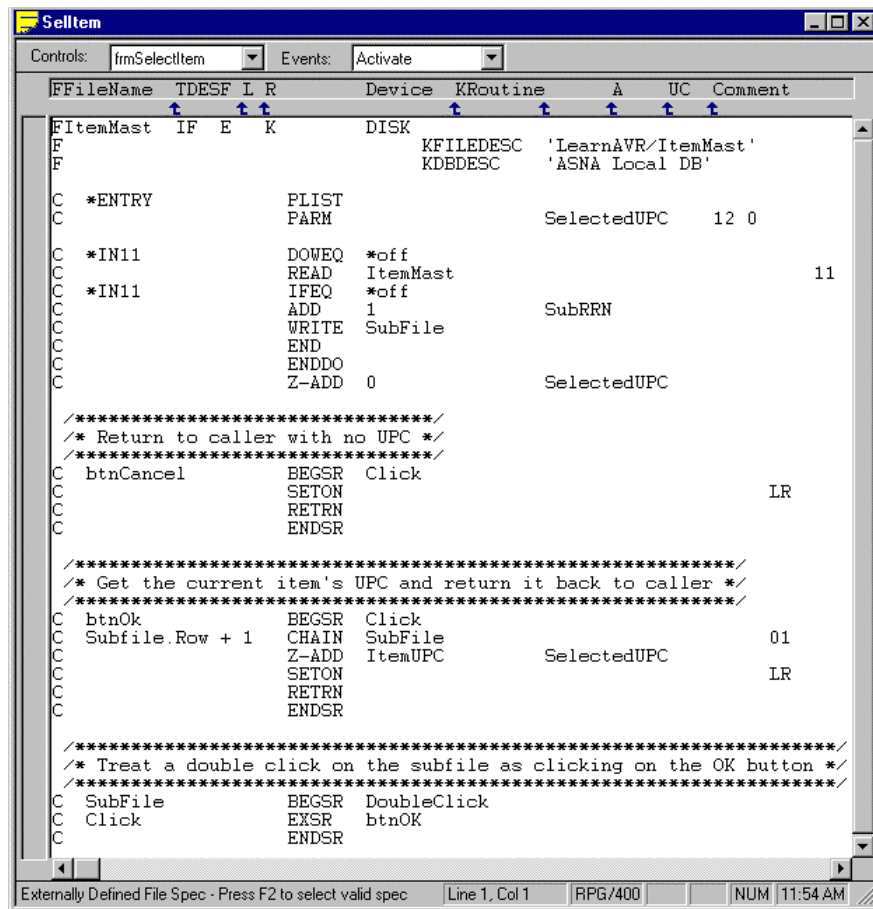 SelItem
Controls: frmSelectItem Events: Activate
FFileName TDESF L R Device KRoutine A UC Comment
FItemMast IF E K DISK
F KFILEDESC 'LearnAVR/ItemMast'
F KDBDESC 'ASNA Local DB'
C *ENTRY PLIST
C PARM SelectedUPC 12 0
C *IN11 DOWEQ *off
C READ ItemMast 11
C *IN11 IFEQ *off
C ADD 1 SubRRN
C WRITE SubFile
C END
C ENDDO
C Z-ADD 0 SelectedUPC
/********************************/
/* Return to caller with no UPC */
/********************************/
C btnCancel BEGSR Click
C SETON LR
C RETRN
C ENDSR
/***********************************************************/
/* Get the current item's UPC and return it back to caller */
/***********************************************************/
C btnOk BEGSR Click
C Subfile.Row + 1 CHAIN SubFile 01
C Z-ADD ItemUPC SelectedUPC
C SETON LR
C RETRN
C ENDSR
/********************************************************************/
/* Treat a double click on the subfile as clicking on the OK button */
/********************************************************************/
C SubFile BEGSR DoubleClick
C Click EXSR btnOK
C ENDSR
Externally Defined File Spec - Press F2 to select valid spec Line 1, Col 1 RPG/400 NUM 11:54 AM